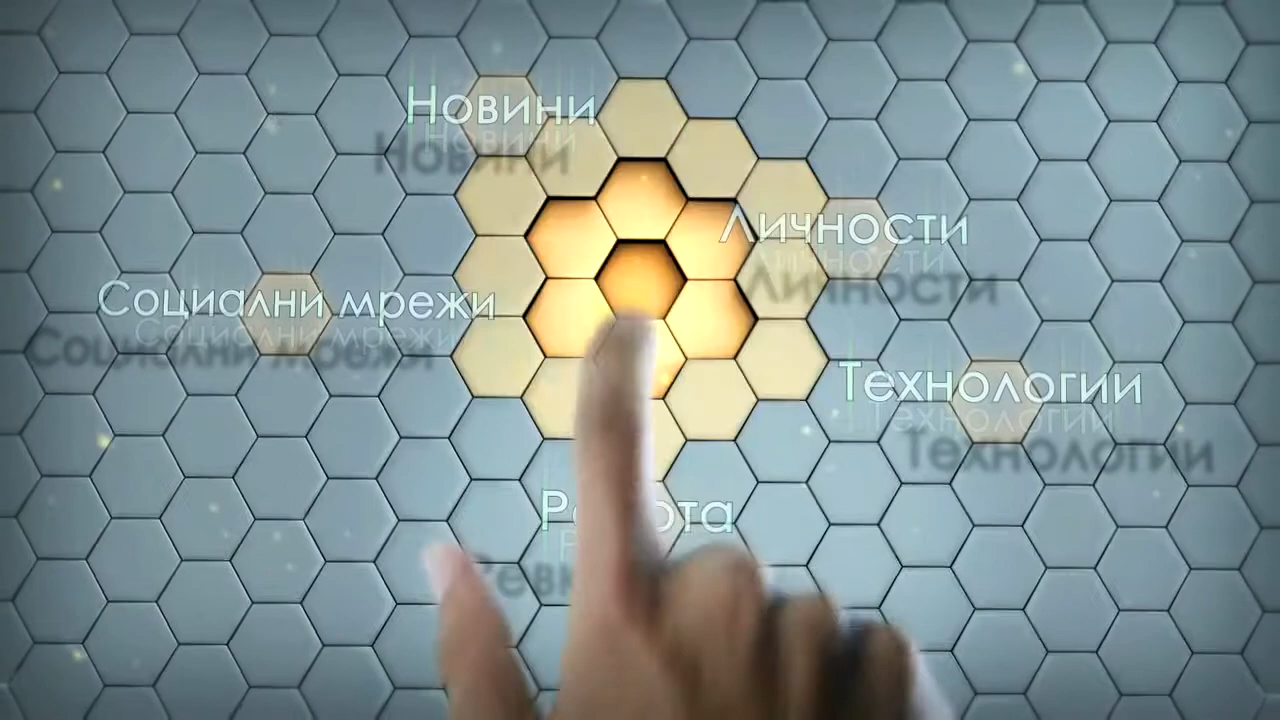 Новини
Личности
Социални мрежи
Технологии